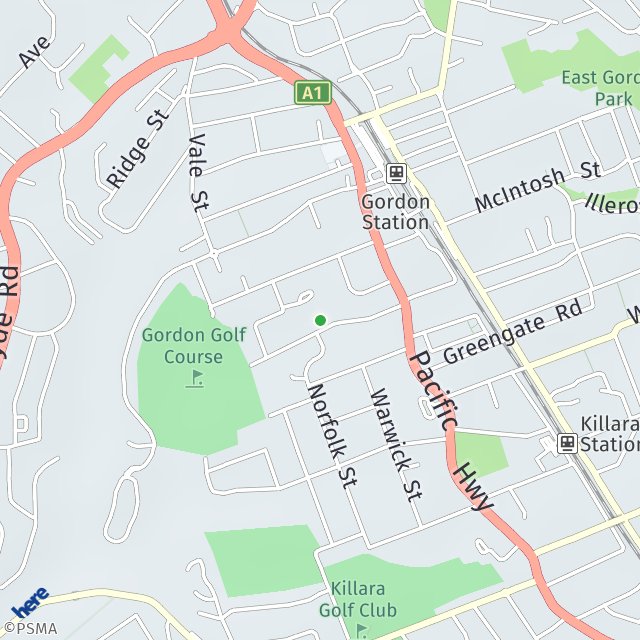 Ave
A1
East Gord
Park
Ridge St
Vale St
McIntosh St
Gordon
Station
Illero
yde Rd
Greengate Rd
W
Gordon Golf
Course
Pacific Hwy
Norfolk St
Warwick St
Killara
Station
Killara
Golf Club
here
©PSMA